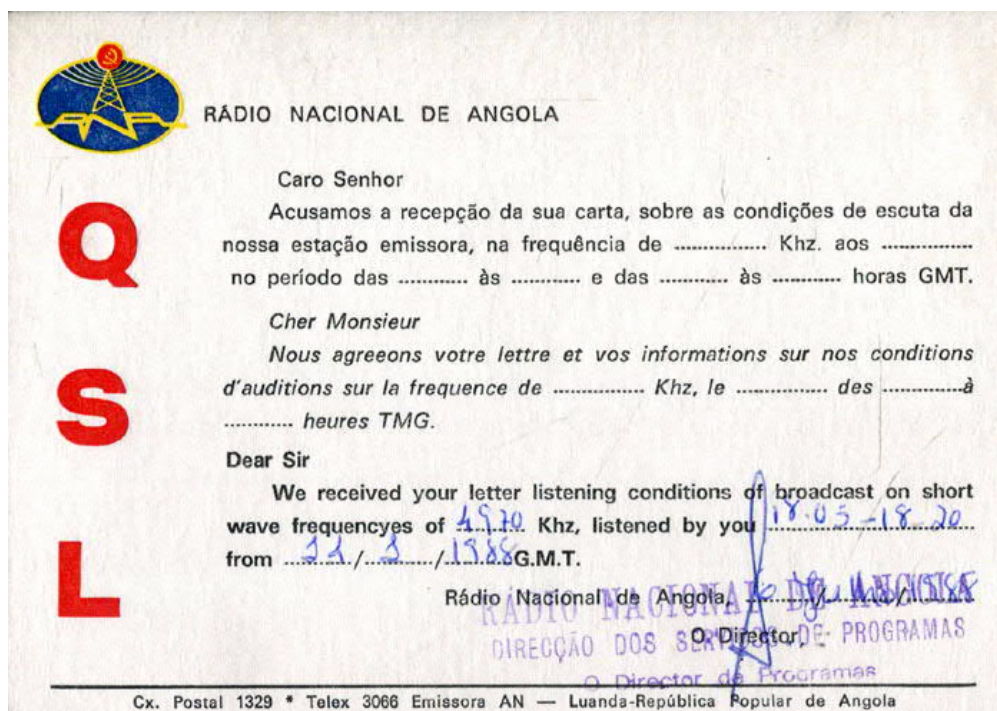 RÁDIO NACIONAL DE ANGOLA
Q
S
L
Caro Senhor
Acusamos a recepção da sua carta, sobre as condições de escuta da
nossa estação emissora, na frequência de ................ Khz. aos ................
no período das ............ às ............ e das ............ às ............ horas GMT.
Cher Monsieur
Nous agreeons votre lettre et vos informations sur nos conditions
d'auditions sur la frequence de ................ Khz, le ................ des ..............à
............ heures TMG.
Dear Sir
We received your letter listening conditions of broadcast on short
wave frequencyes of 4970 Khz, listened by you 18.05-18-20
from / /1988 G.M.T.
Rádio Nacional de Angola, /1988
RÁDIO NACIONAL DE ANGOLA
DIRECÇÃO DOS SERVIÇOS DE PROGRAMAS
O Director,
O Director de Programas
Cx. Postal 1329 * Telex 3066 Emissora AN — Luanda-República Popular de Angola